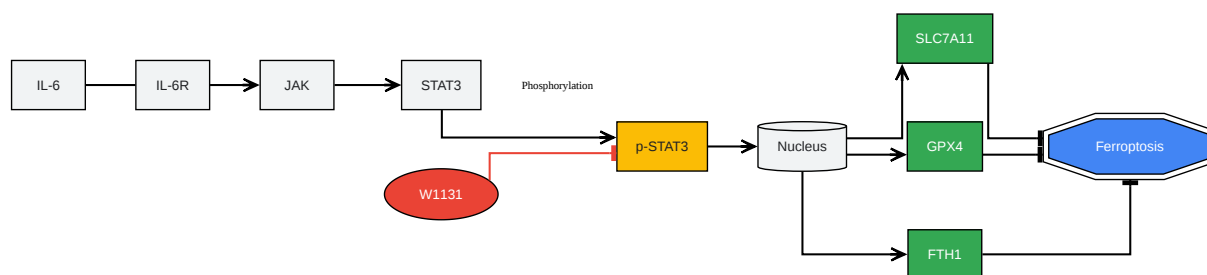 SLC7A11
IL-6
IL-6R
JAK
STAT3
Phosphorylation
p-STAT3
Nucleus
GPX4
Ferroptosis
W1131
FTH1